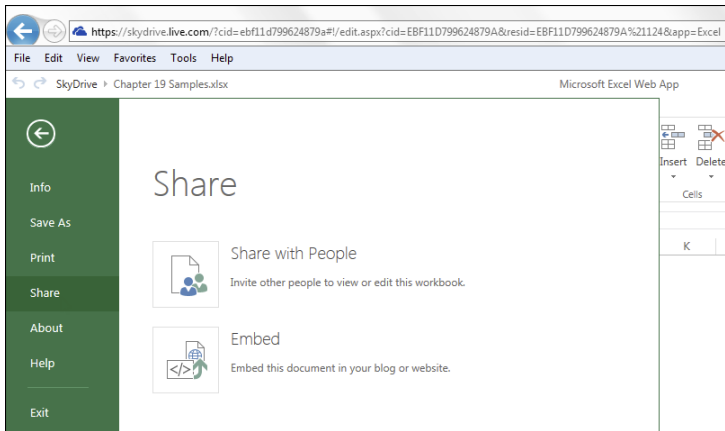 https://skydrive.live.com/?cid=ebf11d799624879a#!/edit.aspx?cid=EBF11D799624879A&resid=EBF11D799624879A%21124&app=Excel
File Edit View Favorites Tools Help
SkyDrive ▸ Chapter 19 Samples.xlsx Microsoft Excel Web App
Insert Delete
Cells
K
Info
Save As
Print
Share
About
Help
Exit
Share
Share with People
Invite other people to view or edit this workbook.
Embed
Embed this document in your blog or website.